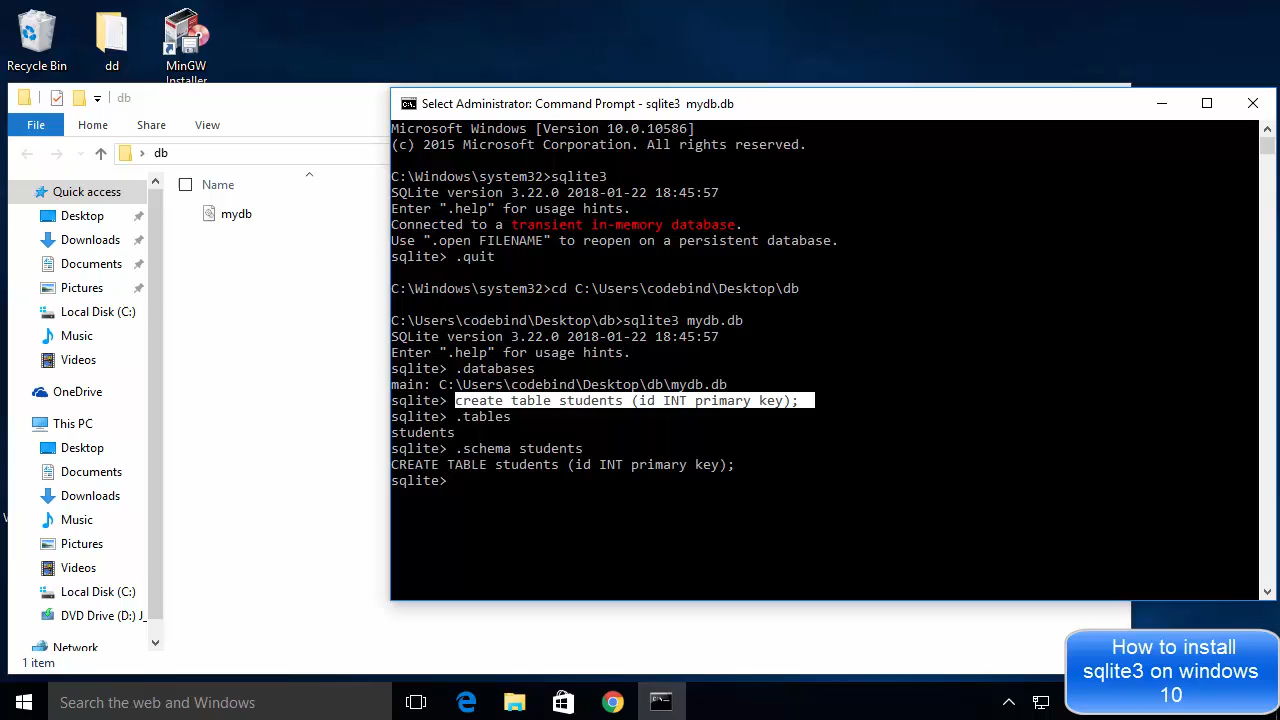 Recycle Bin
dd
MinGW
Installer
db
File
Home
Share
View
db
Name
mydb
Quick access
Desktop
Downloads
Documents
Pictures
Local Disk (C:)
Music
Videos
OneDrive
This PC
Desktop
Documents
Downloads
Music
Pictures
Videos
Local Disk (C:)
DVD Drive (D:) J_
Network
1 item
Select Administrator: Command Prompt - sqlite3  mydb.db
Microsoft Windows [Version 10.0.10586]
(c) 2015 Microsoft Corporation. All rights reserved.
C:\Windows\system32>sqlite3
SQLite version 3.22.0 2018-01-22 18:45:57
Enter ".help" for usage hints.
Connected to a transient in-memory database.
Use ".open FILENAME" to reopen on a persistent database.
sqlite> .quit
C:\Windows\system32>cd C:\Users\codebind\Desktop\db
C:\Users\codebind\Desktop\db>sqlite3 mydb.db
SQLite version 3.22.0 2018-01-22 18:45:57
Enter ".help" for usage hints.
sqlite> .databases
main: C:\Users\codebind\Desktop\db\mydb.db
sqlite> create table students (id INT primary key);
sqlite> .tables
students
sqlite> .schema students
CREATE TABLE students (id INT primary key);
sqlite>
How to install
sqlite3 on windows
10
Search the web and Windows